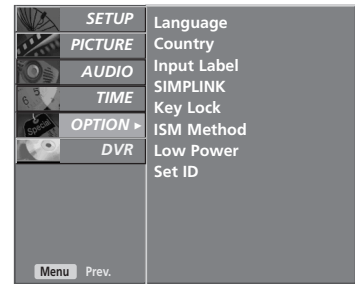 SETUP
PICTURE
AUDIO
TIME
OPTION ►
DVR
Language
Country
Input Label
SIMPLINK
Key Lock
ISM Method
Low Power
Set ID
Menu Prev.